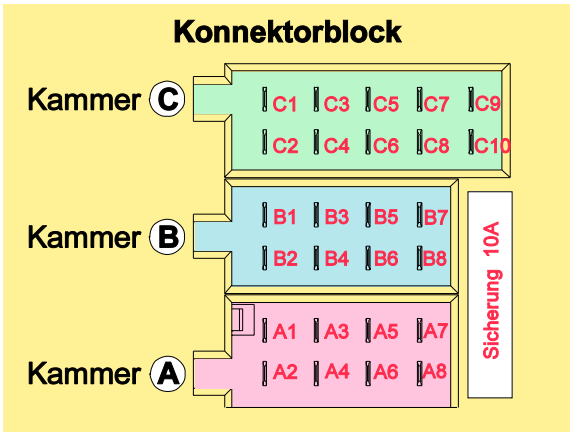 Konnektorblock
Kammer C
C1 C3 C5 C7 C9
C2 C4 C6 C8 C10
Kammer B
B1 B3 B5 B7
B2 B4 B6 B8
Kammer A
A1 A3 A5 A7
A2 A4 A6 A8
Sicherung 10A